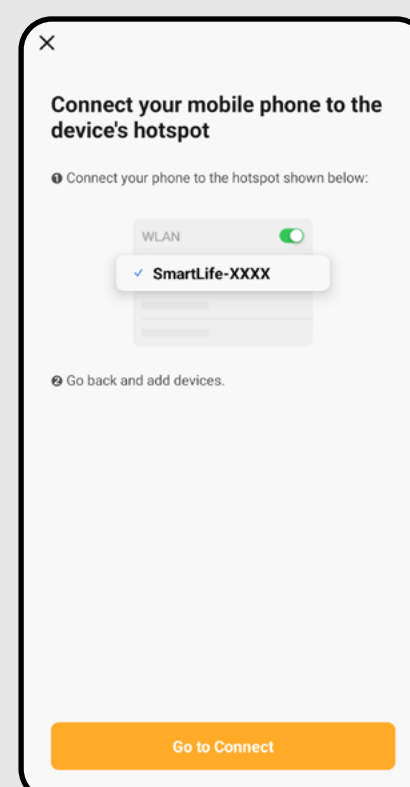 Connect your mobile phone to the
device's hotspot
❶ Connect your phone to the hotspot shown below:
WLAN
SmartLife-XXXX
❷ Go back and add devices.
Go to Connect